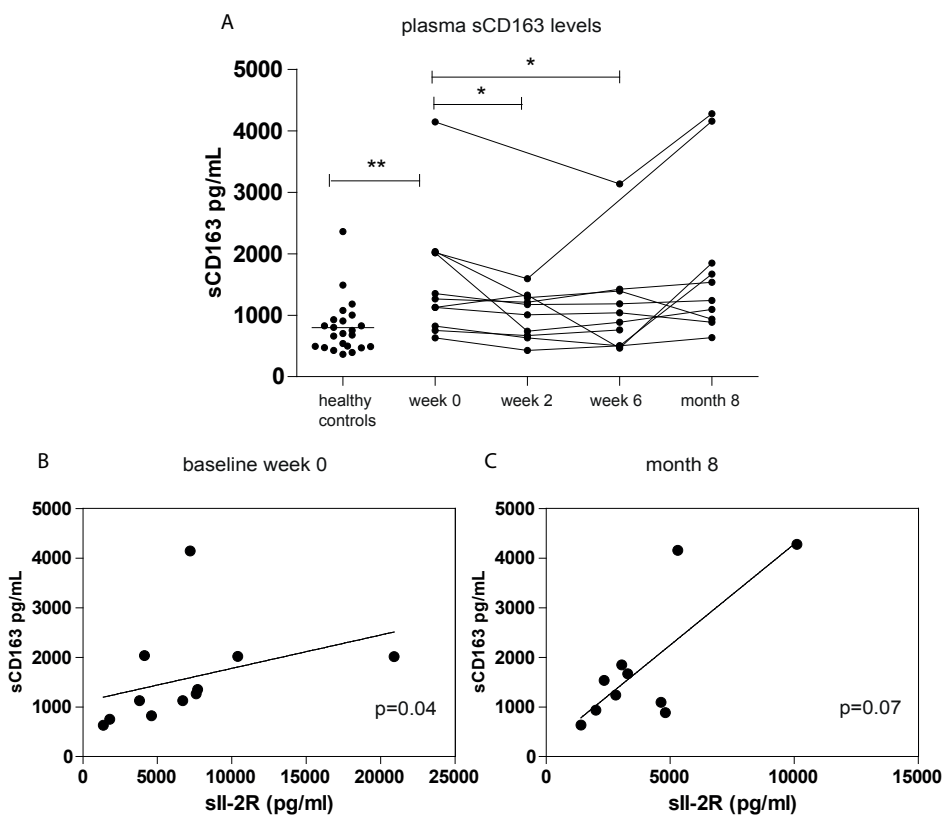 A
plasma sCD163 levels
sCD163 pg/mL
5000
4000
3000
2000
1000
0
*
*
**
healthy
controls
week 0
week 2
week 6
month 8
B
baseline week 0
sCD163 pg/mL
5000
4000
3000
2000
1000
0
p=0.04
0
5000
10000
15000
20000
25000
sII-2R (pg/ml)
C
month 8
sCD163 pg/mL
5000
4000
3000
2000
1000
0
p=0.07
0
5000
10000
15000
sII-2R (pg/ml)